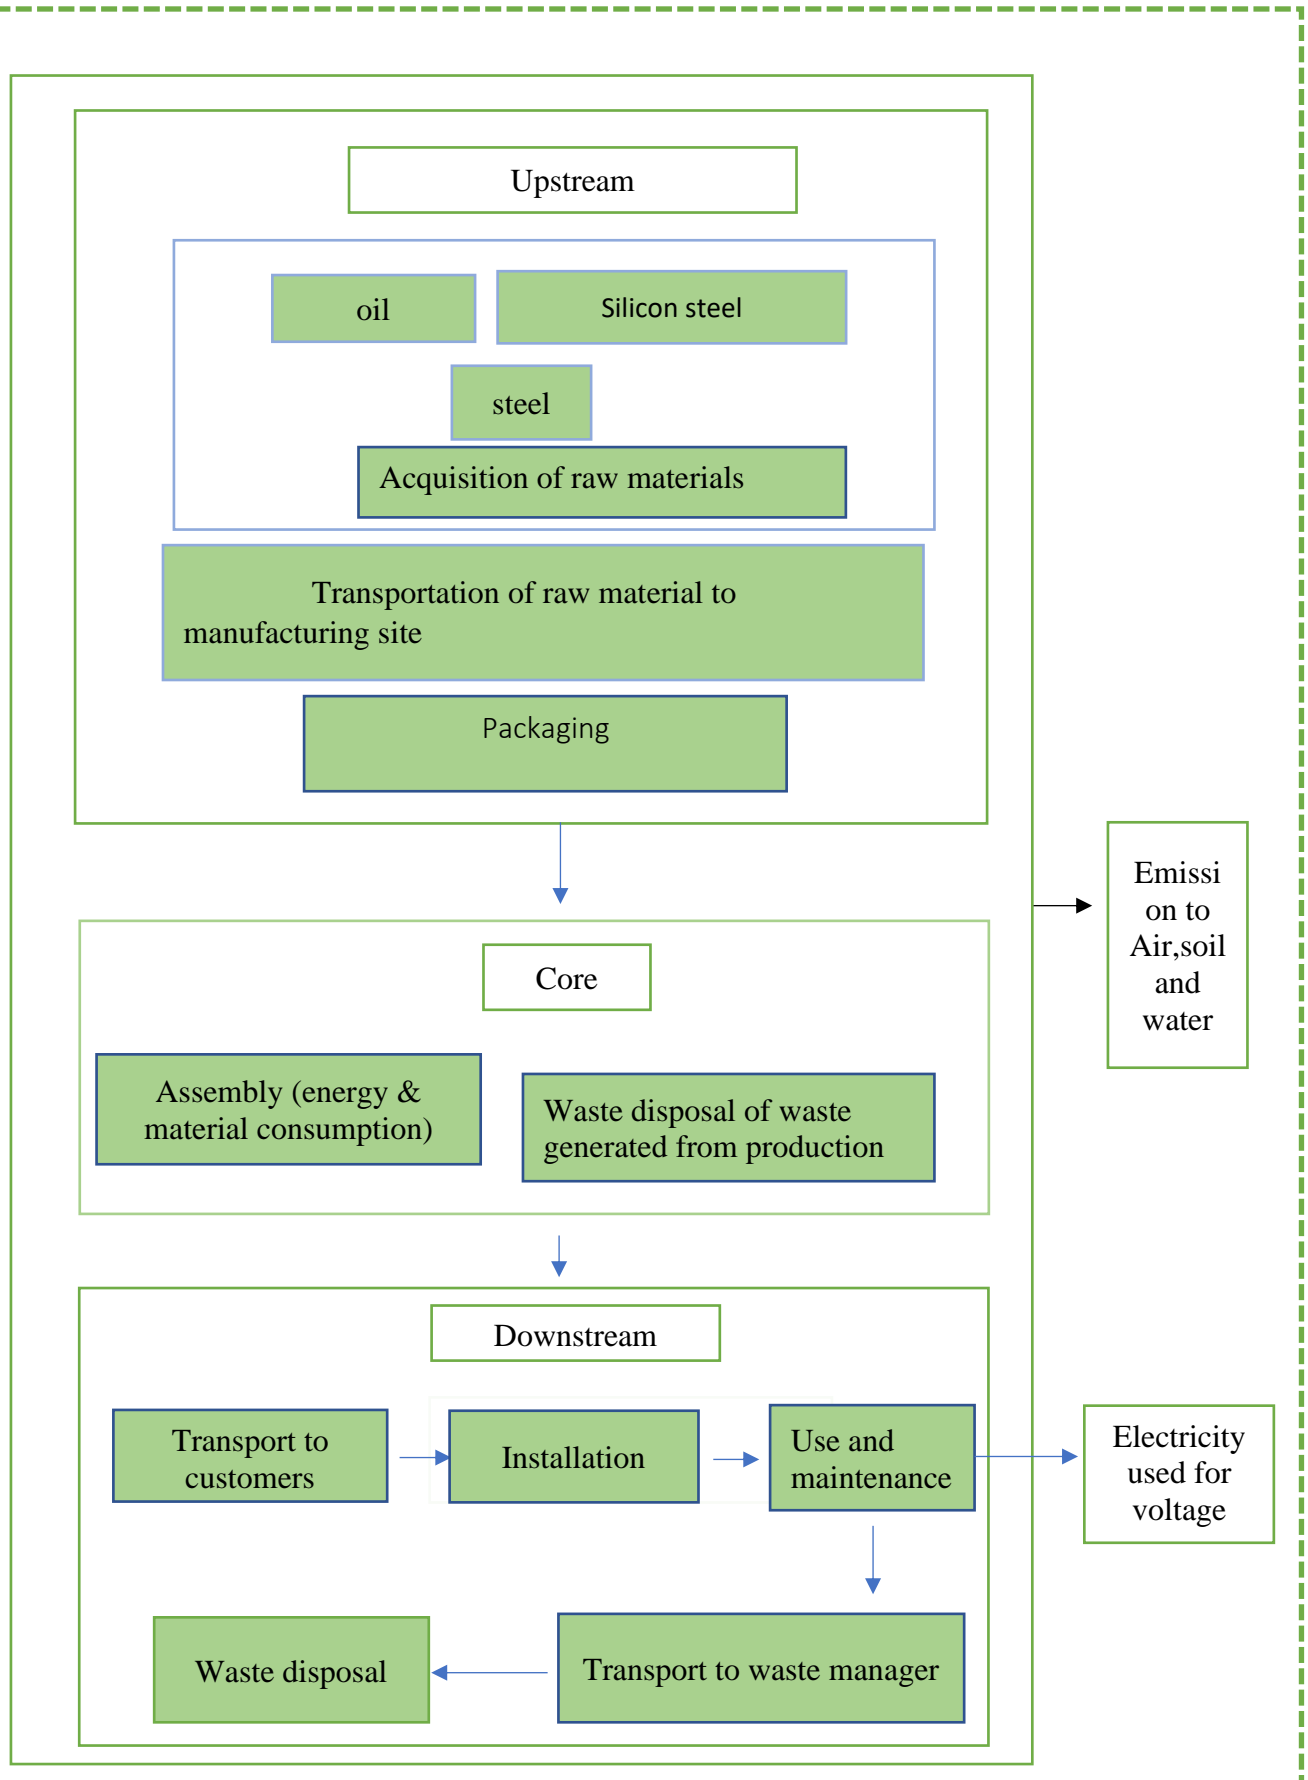 Upstream
oil
Silicon steel
steel
Acquisition of raw materials
Transportation of raw material to
manufacturing site
Packaging
Emissi
on to
Air,soil
and
water
Core
Assembly (energy &
material consumption)
Waste disposal of waste
generated from production
Downstream
Transport to
customers
Installation
Use and
maintenance
Electricity
used for
voltage
Waste disposal
Transport to waste manager